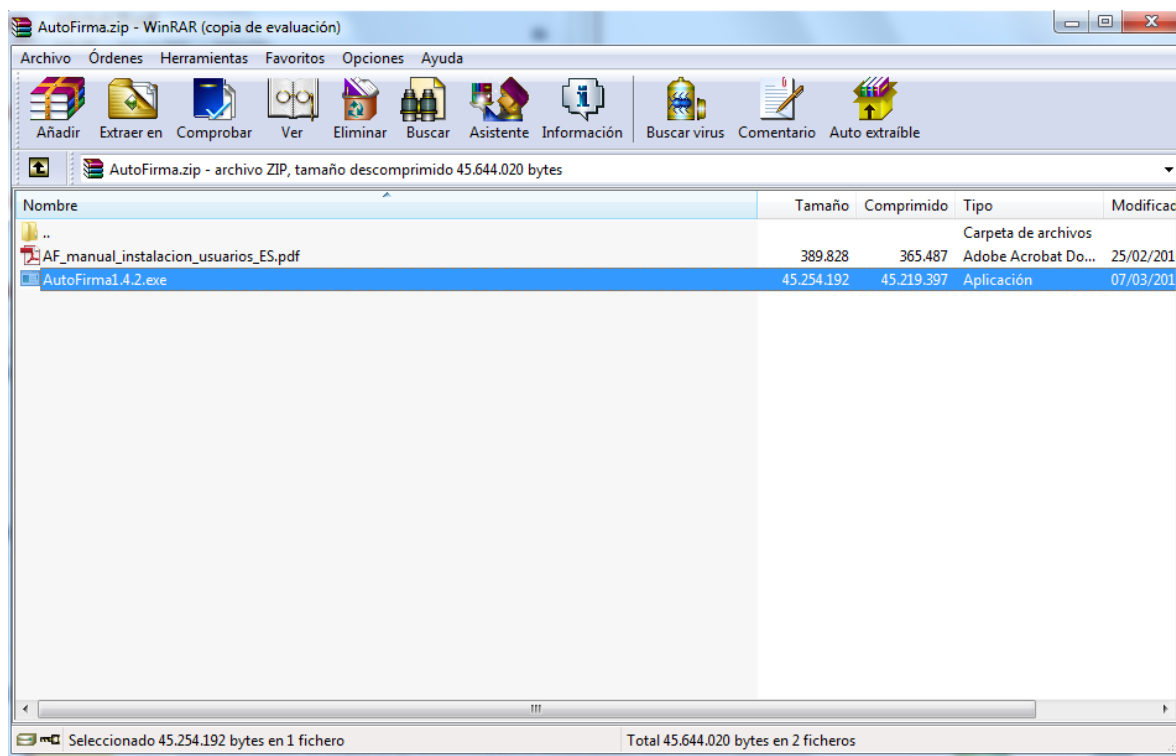 AutoFirma.zip - WinRAR (copia de evaluación)
Archivo Órdenes Herramientas Favoritos Opciones Ayuda
Añadir Extraer en Comprobar Ver Eliminar Buscar Asistente Información Buscar virus Comentario Auto extraíble
AutoFirma.zip - archivo ZIP, tamaño descomprimido 45.644.020 bytes
Nombre Tamaño Comprimido Tipo Modificad
.. Carpeta de archivos
AF_manual_instalacion_usuarios_ES.pdf 389.828 365.487 Adobe Acrobat Do... 25/02/201
AutoFirma1.4.2.exe 45.254.192 45.219.397 Aplicación 07/03/201
Seleccionado 45.254.192 bytes en 1 fichero Total 45.644.020 bytes en 2 ficheros